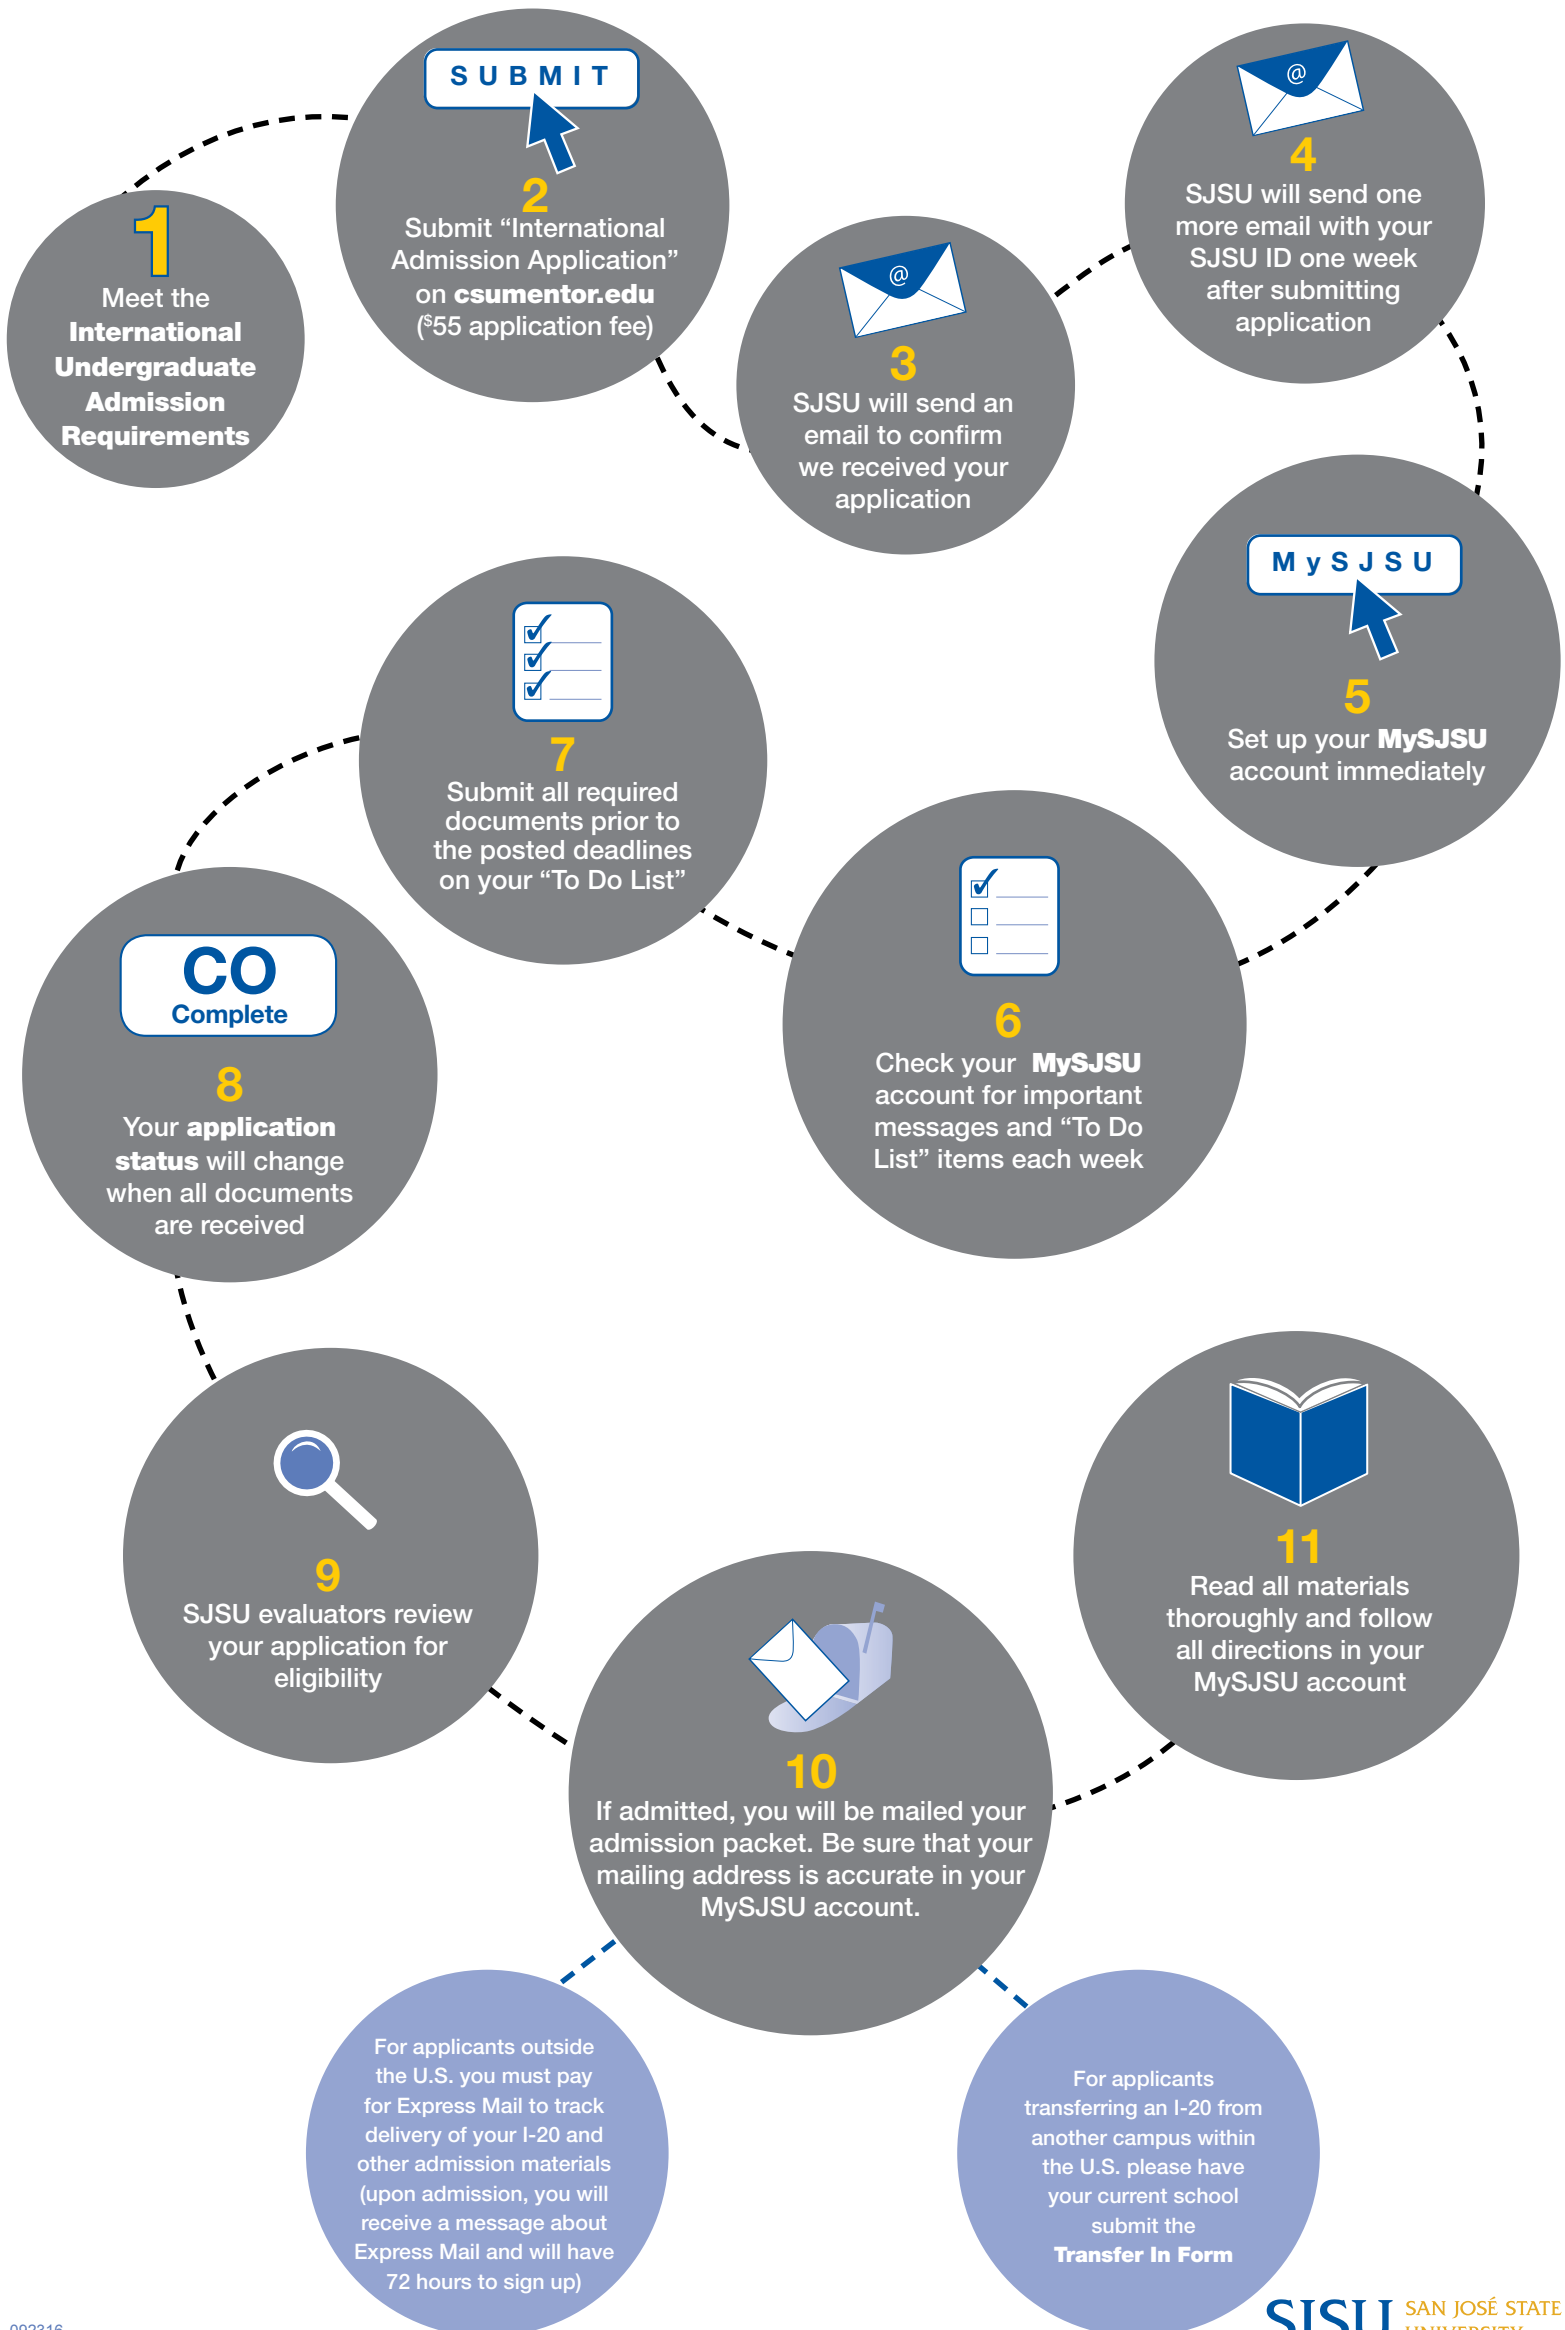 SUBMIT
1
Meet the
International
Undergraduate
Admission
Requirements
2
Submit “International
Admission Application”
on csumentor.edu
($55 application fee)
@
3
SJSU will send an
email to confirm
we received your
application
@
4
SJSU will send one
more email with your
SJSU ID one week
after submitting
application
MySJSU
5
Set up your MySJSU
account immediately
6
Check your MySJSU
account for important
messages and “To Do
List” items each week
7
Submit all required
documents prior to
the posted deadlines
on your “To Do List”
CO
Complete
8
Your application
status will change
when all documents
are received
9
SJSU evaluators review
your application for
eligibility
10
If admitted, you will be mailed your
admission packet. Be sure that your
mailing address is accurate in your
MySJSU account.
11
Read all materials
thoroughly and follow
all directions in your
MySJSU account
For applicants outside
the U.S. you must pay
for Express Mail to track
delivery of your I-20 and
other admission materials
(upon admission, you will
receive a message about
Express Mail and will have
72 hours to sign up)
For applicants
transferring an I-20 from
another campus within
the U.S. please have
your current school
submit the
Transfer In Form
SJSU
SAN JOSÉ STATE
UNIVERSITY